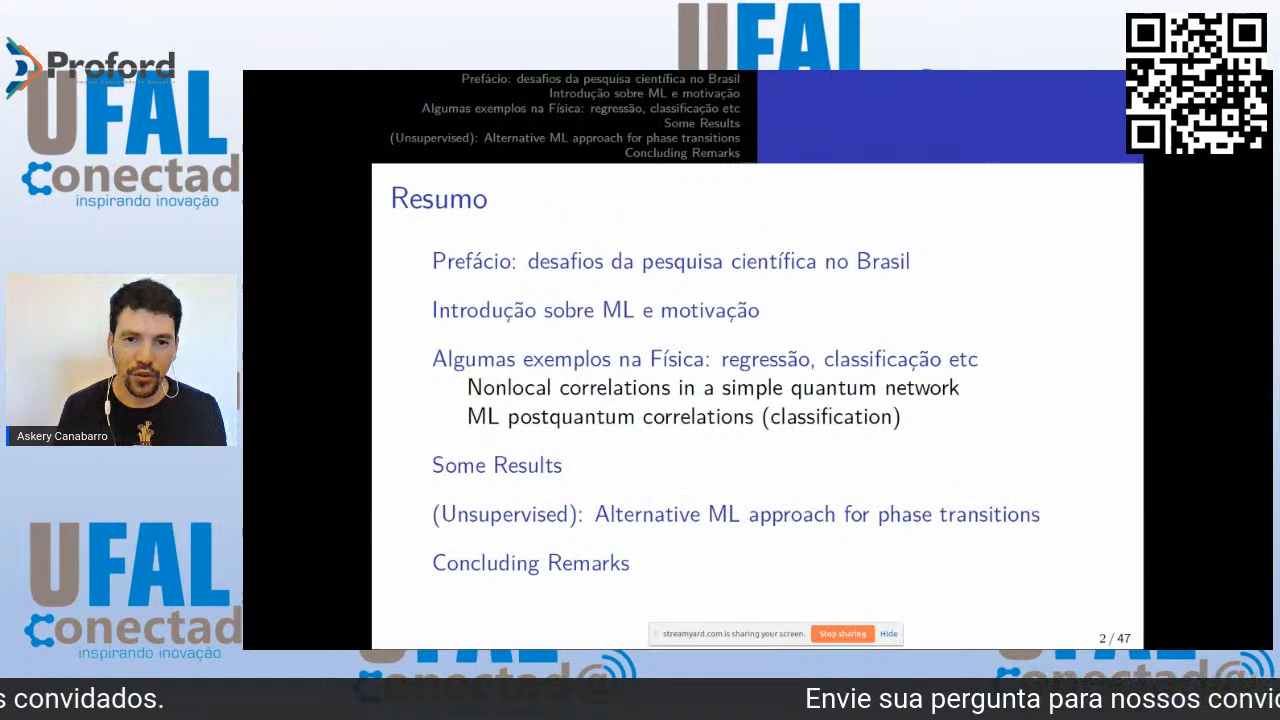 UFAL
Proford
UFAL
conectad
inspirando inovação
Prefácio: desafios da pesquisa científica no Brasil
Introdução sobre ML e motivação
Algumas exemplos na Física: regressão, classificação etc
Some Results
(Unsupervised): Alternative ML approach for phase transitions
Concluding Remarks
Resumo
Prefácio: desafios da pesquisa científica no Brasil
Introdução sobre ML e motivação
Algumas exemplos na Física: regressão, classificação etc
Nonlocal correlations in a simple quantum network
ML postquantum correlations (classification)
Some Results
(Unsupervised): Alternative ML approach for phase transitions
Concluding Remarks
Askery Canabarro
streamyard.com is sharing your screen.
Stop sharing
Hide
2 / 47
UFAL
conectad
inspirando inovação
s convidados.
Envie sua pergunta para nossos convid